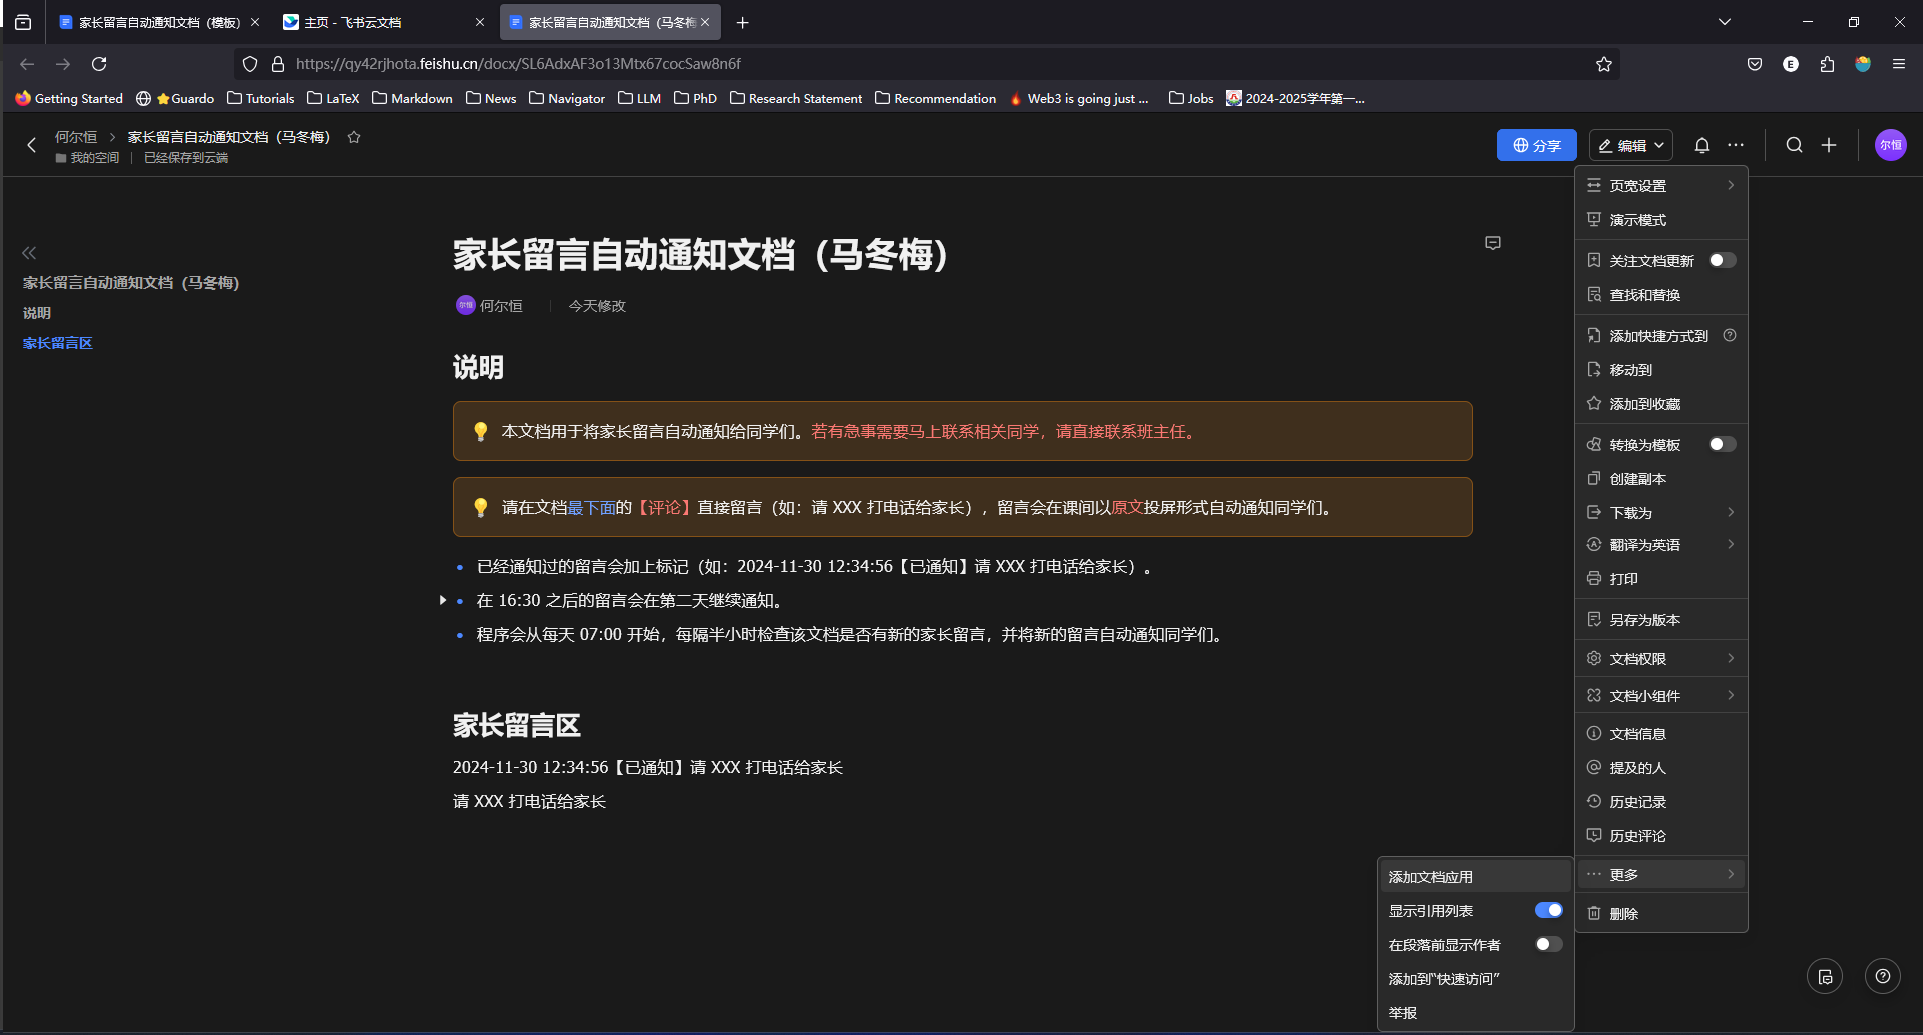 家长留言自动通知文档（模板）
主页 - 飞书云文档
家长留言自动通知文档（马冬梅
https://qy42rjhota.feishu.cn/docx/SL6AdxAF3o13Mtx67cocSaw8n6f
E
Getting Started
Guardo
Tutorials
LaTeX
Markdown
News
Navigator
LLM
PhD
Research Statement
Recommendation
Web3 is going just ...
Jobs
2024-2025学年第一...
何尔恒
家长留言自动通知文档（马冬梅）
我的空间
已经保存到云端
分享
编辑
尔恒
家长留言自动通知文档（马冬梅）
说明
家长留言区
家长留言自动通知文档（马冬梅）
尔恒 何尔恒
今天修改
说明
本文档用于将家长留言自动通知给同学们。若有急事需要马上联系相关同学，请直接联系班主任。
请在文档最下面的【评论】直接留言（如：请 XXX 打电话给家长），留言会在课间以原文投屏形式自动通知同学们。
已经通知过的留言会加上标记（如：2024-11-30 12:34:56【已通知】请 XXX 打电话给家长）。
在 16:30 之后的留言会在第二天继续通知。
程序会从每天 07:00 开始，每隔半小时检查该文档是否有新的家长留言，并将新的留言自动通知同学们。
家长留言区
2024-11-30 12:34:56【已通知】请 XXX 打电话给家长
请 XXX 打电话给家长
页宽设置
演示模式
关注文档更新
查找和替换
添加快捷方式到
移动到
添加到收藏
转换为模板
创建副本
下载为
翻译为英语
打印
另存为版本
文档权限
文档小组件
文档信息
提及的人
历史记录
历史评论
更多
删除
添加文档应用
显示引用列表
在段落前显示作者
添加到“快速访问”
举报